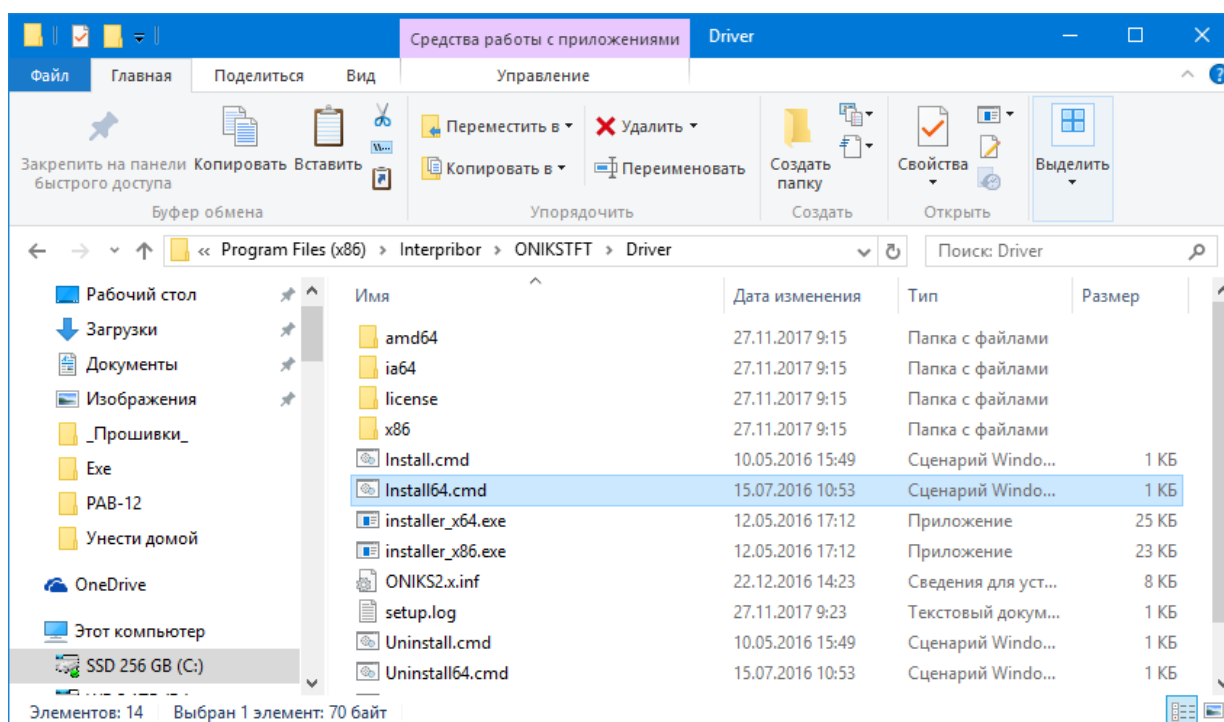 Средства работы с приложениями
Driver
Файл Главная Поделиться Вид Управление
Закрепить на панели быстрого доступа
Копировать
Вставить
Переместить в
Копировать в
Удалить
Переименовать
Создать папку
Свойства
Выделить
Буфер обмена Упорядочить Создать Открыть
« Program Files (x86) > Interpribor > ONIKSTFT > Driver
Поиск: Driver
Рабочий стол
Загрузки
Документы
Изображения
_Прошивки_
Exe
PAB-12
Унести домой
OneDrive
Этот компьютер
SSD 256 GB (C:)
Имя Дата изменения Тип Размер
amd64 27.11.2017 9:15 Папка с файлами
ia64 27.11.2017 9:15 Папка с файлами
license 27.11.2017 9:15 Папка с файлами
x86 27.11.2017 9:15 Папка с файлами
Install.cmd 10.05.2016 15:49 Сценарий Windo... 1 КБ
Install64.cmd 15.07.2016 10:53 Сценарий Windo... 1 КБ
installer_x64.exe 12.05.2016 17:12 Приложение 25 КБ
installer_x86.exe 12.05.2016 17:12 Приложение 23 КБ
ONIKS2.x.inf 22.12.2016 14:23 Сведения для уст... 8 КБ
setup.log 27.11.2017 9:23 Текстовый докум... 1 КБ
Uninstall.cmd 10.05.2016 15:49 Сценарий Windo... 1 КБ
Uninstall64.cmd 15.07.2016 10:53 Сценарий Windo... 1 КБ
Элементов: 14 Выбран 1 элемент: 70 байт